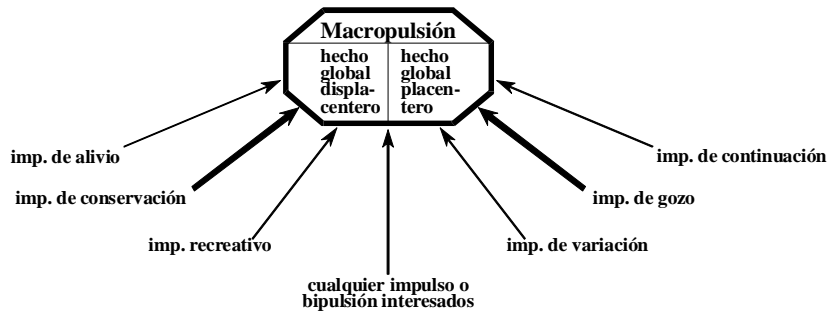 Macropulsión
hecho
global
displa-
centero
hecho
global
placen-
tero
imp. de alivio
imp. de continuación
imp. de conservación
imp. de gozo
imp. recreativo
imp. de variación
cualquier impulso o
bipulsión interesados